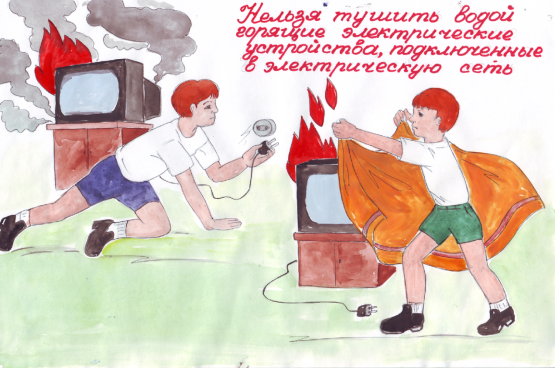 Нельзя тушить водой
горящие электрические
устройства, подключенные
в электрическую сеть